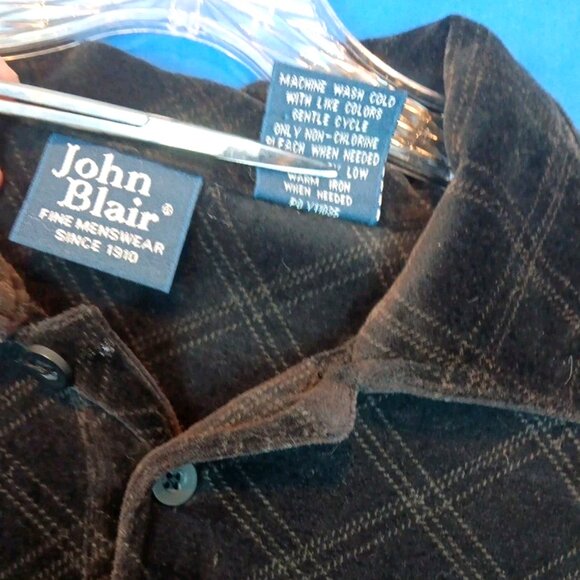 John
Blair®
FINE MENSWEAR
SINCE 1910
MACHINE WASH COLD
WITH LIKE COLORS
GENTLE CYCLE
ONLY NON-CHLORINE
BLEACH WHEN NEEDED
LOW
WARM IRON
WHEN NEEDED